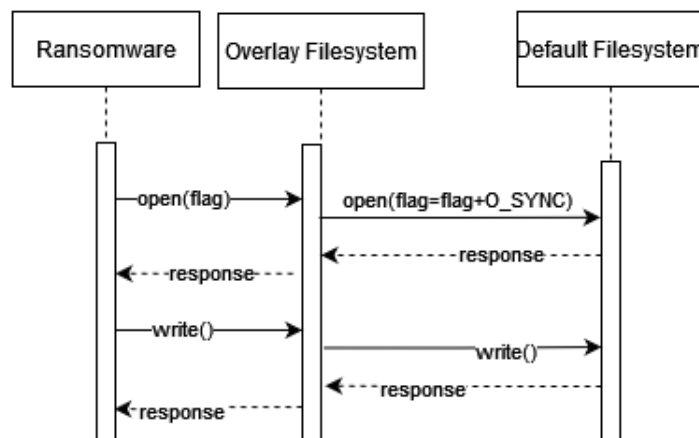 Ransomware
Overlay Filesystem
Default Filesystem
open(flag)
open(flag=flag+O_SYNC)
response
response
write()
write()
response
response